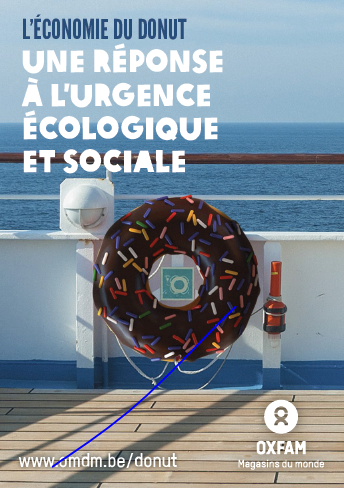 L'ÉCONOMIE DU DONUT
UNE RÉPONSE
À L'URGENCE
ÉCOLOGIQUE
ET SOCIALE
OXFAM
Magasins du monde
www.omdm.be/donut